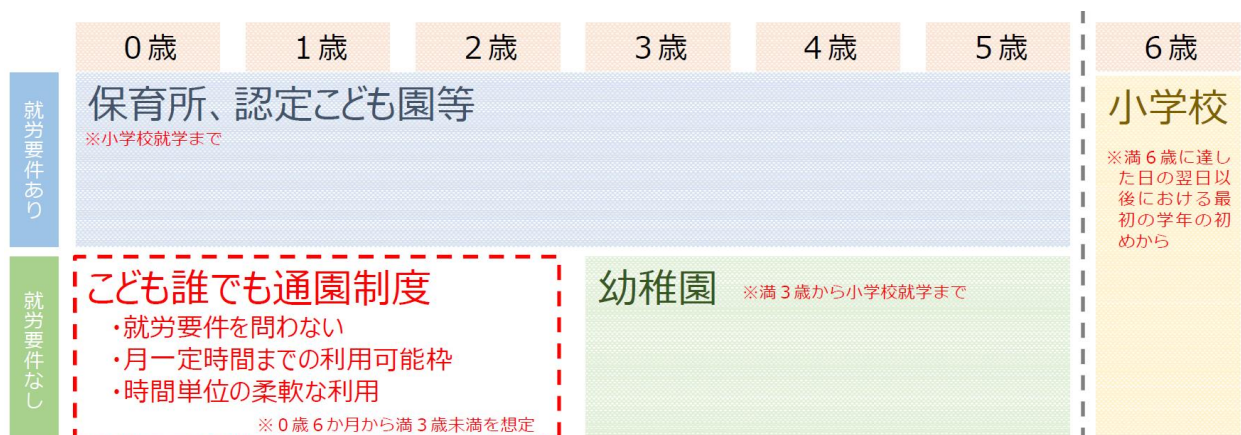 0歳
1歳
2歳
3歳
4歳
5歳
6歳
就労要件あり
保育所、認定こども園等
※小学校就学まで
小学校
※満6歳に達し
た日の翌日以
後における最
初の学年の初
めから
就労要件なし
こども誰でも通園制度
・就労要件を問わない
・月一定時間までの利用可能枠
・時間単位の柔軟な利用
※0歳6か月から満3歳未満を想定
幼稚園
※満3歳から小学校就学まで